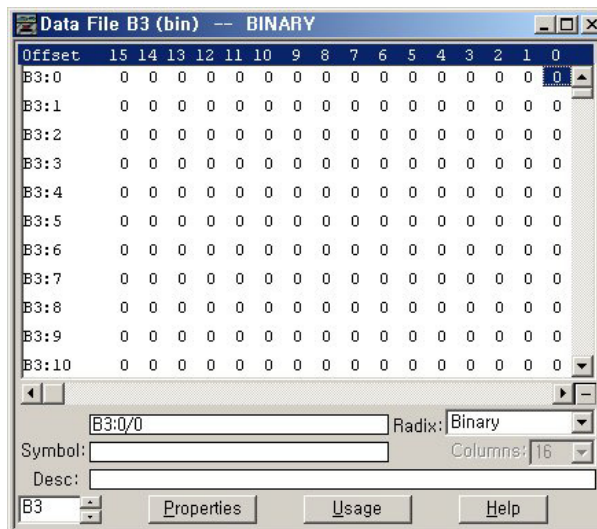 Data File B3 (bin) -- BINARY
Offset 15 14 13 12 11 10 9 8 7 6 5 4 3 2 1 0
B3:0 0 0 0 0 0 0 0 0 0 0 0 0 0 0 0 0
B3:1 0 0 0 0 0 0 0 0 0 0 0 0 0 0 0 0
B3:2 0 0 0 0 0 0 0 0 0 0 0 0 0 0 0 0
B3:3 0 0 0 0 0 0 0 0 0 0 0 0 0 0 0 0
B3:4 0 0 0 0 0 0 0 0 0 0 0 0 0 0 0 0
B3:5 0 0 0 0 0 0 0 0 0 0 0 0 0 0 0 0
B3:6 0 0 0 0 0 0 0 0 0 0 0 0 0 0 0 0
B3:7 0 0 0 0 0 0 0 0 0 0 0 0 0 0 0 0
B3:8 0 0 0 0 0 0 0 0 0 0 0 0 0 0 0 0
B3:9 0 0 0 0 0 0 0 0 0 0 0 0 0 0 0 0
B3:10 0 0 0 0 0 0 0 0 0 0 0 0 0 0 0 0
B3:0/0 Radix: Binary
Symbol: Columns: 16
Desc:
B3 Properties Usage Help